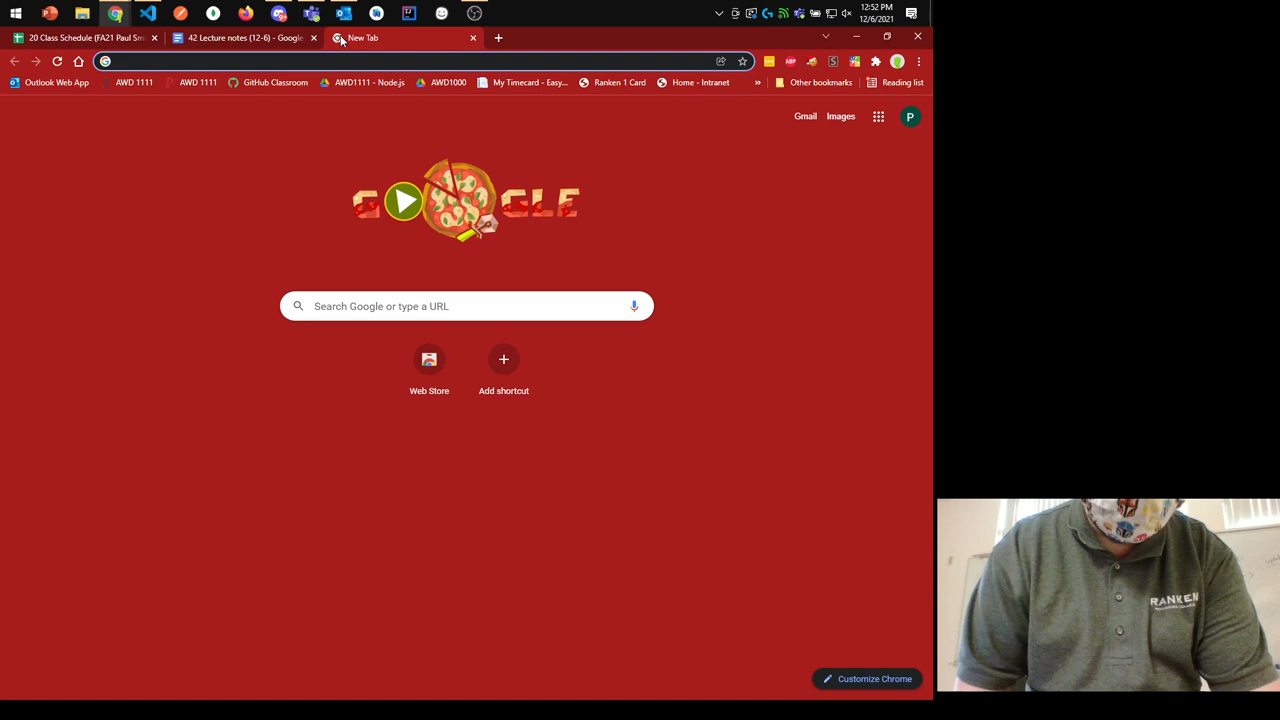 12:52 PM
12/6/2021
20 Class Schedule (FA21 Paul Sm
42 Lecture notes (12-6) - Google
New Tab
Outlook Web App
AWD 1111
AWD 1111
GitHub Classroom
AWD1111 - Node.js
AWD1000
My Timecard - Easy...
Ranken 1 Card
Home - Intranet
»
Other bookmarks
Reading list
Gmail
Images
P
GOOGLE
Search Google or type a URL
Web Store
Add shortcut
Customize Chrome
RANKEN